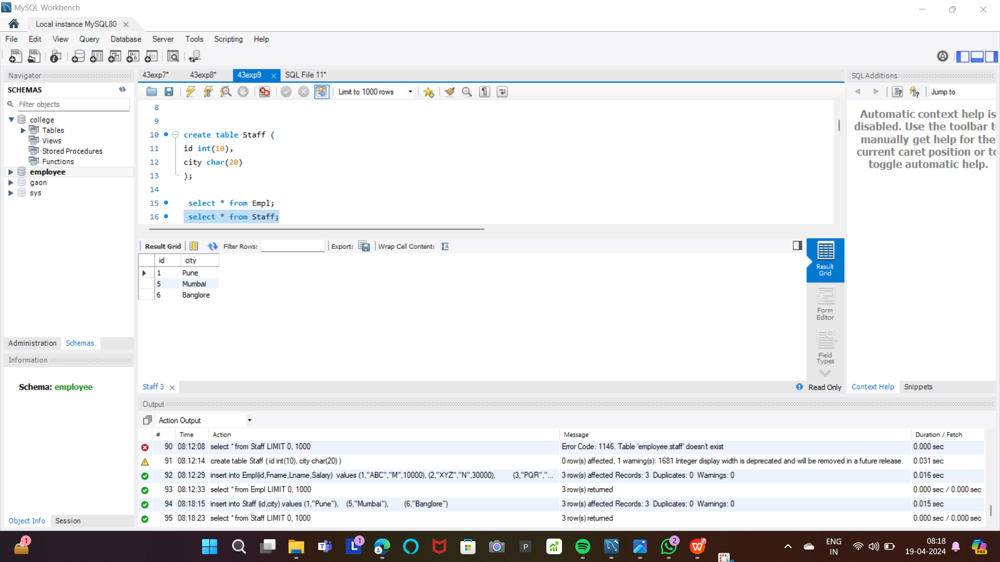 MySQL Workbench
Local instance MySQL80
File Edit View Query Database Server Tools Scripting Help
Navigator
SCHEMAS
Filter objects
college
Tables
Views
Stored Procedures
Functions
employee
gaon
sys
Administration Schemas
Information
Schema: employee
Object Info Session
43exp7* 43exp8* 43exp9 SQL File 11*
Limit to 1000 rows
8
9
10 create table Staff (
11 id int(10),
12 city char(20)
13 );
14
15 select * from Empl;
16 select * from Staff;
Result Grid Filter Rows: Export: Wrap Cell Content:
id city
1 Pune
5 Mumbai
6 Banglore
Result Grid
Form Editor
Field Types
Staff 3
Read Only
SQLAdditions
Jump to
Automatic context help is
disabled. Use the toolbar t
manually get help for the
current caret position or to
toggle automatic help.
Context Help Snippets
Output
Action Output
# Time Action Message Duration / Fetch
90 08:12:08 select * from Staff LIMIT 0, 1000 Error Code: 1146. Table 'employee.staff' doesn't exist 0.000 sec
91 08:12:14 create table Staff ( id int(10), city char(20) ) 0 row(s) affected, 1 warning(s): 1681 Integer display width is deprecated and will be removed in a future release. 0.031 sec
92 08:12:29 insert into Empl(id,Fname,Lname,Salary) values (1,"ABC","M",10000), (2,"XYZ","N",30000), (3,"PQR","... 3 row(s) affected Records: 3 Duplicates: 0 Warnings: 0 0.016 sec
93 08:12:33 select * from Empl LIMIT 0, 1000 3 row(s) returned 0.000 sec / 0.000 sec
94 08:18:15 insert into Staff (id,city) values (1,"Pune"), (5,"Mumbai"), (6,"Banglore") 3 row(s) affected Records: 3 Duplicates: 0 Warnings: 0 0.015 sec
95 08:18:23 select * from Staff LIMIT 0, 1000 3 row(s) returned 0.000 sec / 0.000 sec
1
1
2
ENG
IN
08:18
19-04-2024
PRE